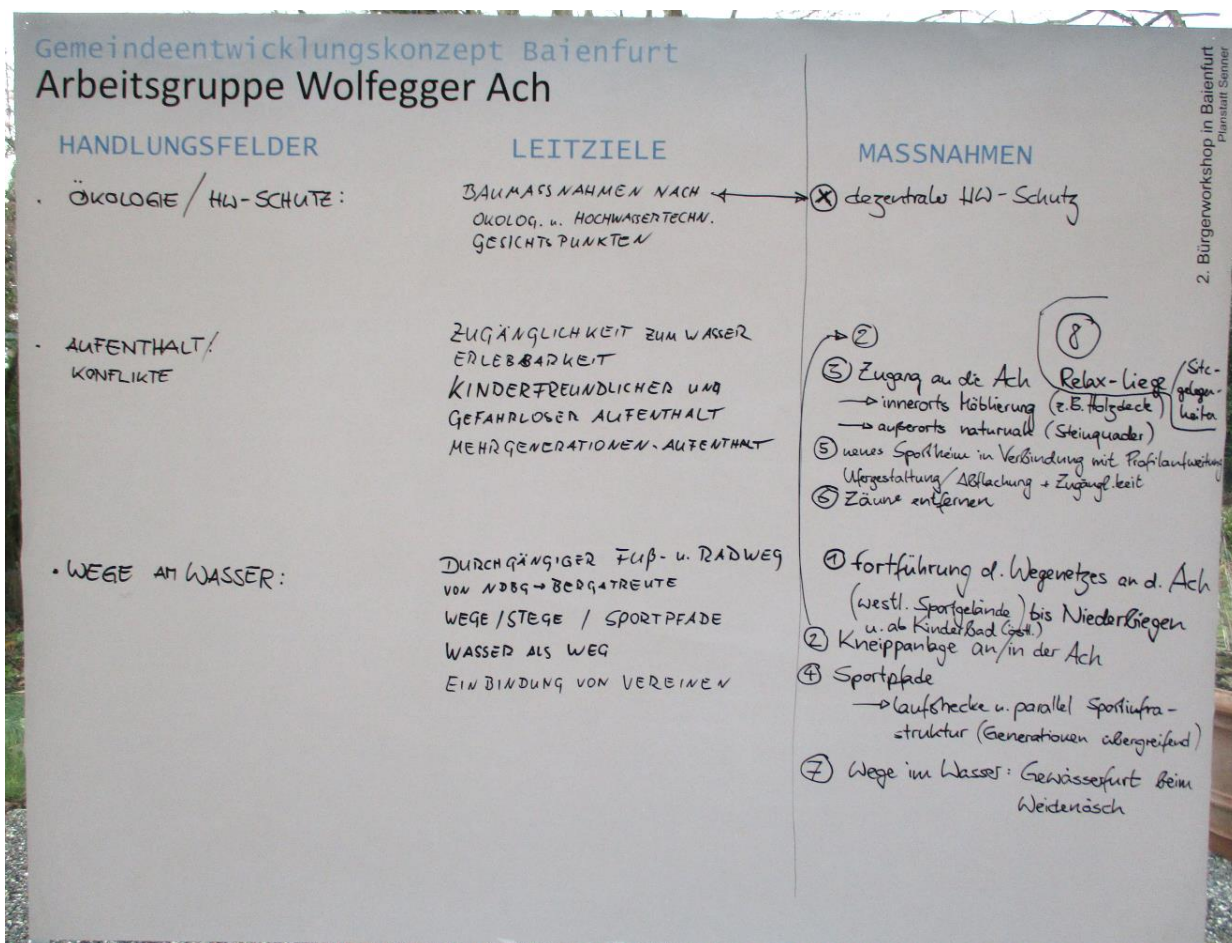 Gemeindeentwicklungskonzept Baienfurt
Arbeitsgruppe Wolfegger Ach
2. Bürgerworkshop in Baienfurt
Planstatt Senner
HANDLUNGSFELDER
LEITZIELE
MASSNAHMEN
· ÖKOLOGIE / HW-SCHUTZ:
BAUMASSNAHMEN NACH
ÖKOLOG. u. HOCHWASSERTECHN.
GESICHTSPUNKTEN
X dezentraler HW-Schutz
· AUFENTHALT/
KONFLIKTE
ZUGÄNGLICHKEIT ZUM WASSER
ERLEBBARKEIT
KINDERFREUNDLICHER UND
GEFAHRLOSER AUFENTHALT
MEHRGENERATIONEN-AUFENTHALT
→ 2
8
Relax-Liege / Sitz-
gelegen-
heiten
3 Zugang an die Ach
→ innerorts Möblierung (z.B. Holzdeck)
→ außerorts naturnah (Steinquader)
5 neues Sportheim in Verbindung mit Profilaufweitung
Ufergestaltung/Abflachung + Zugängl.keit
6 Zäune entfernen
· WEGE AM WASSER:
DURCHGÄNGIGER FUß- u. RADWEG
VON NDBG → BERGATREUTE
WEGE / STEGE / SPORTPFADE
WASSER ALS WEG
EINBINDUNG VON VEREINEN
1 Fortführung d. Wegenetzes an d. Ach
(westl. Sportgelände) bis Niederbiegen
u. ab Kinderbad (östl.)
2 Kneippanlage an/in der Ach
4 Sportpfade
→ Laufstrecke u. parallel Sportinfra-
struktur (Generationen übergreifend)
7 Wege im Wasser: Gewässerfurt beim
Weidenösch